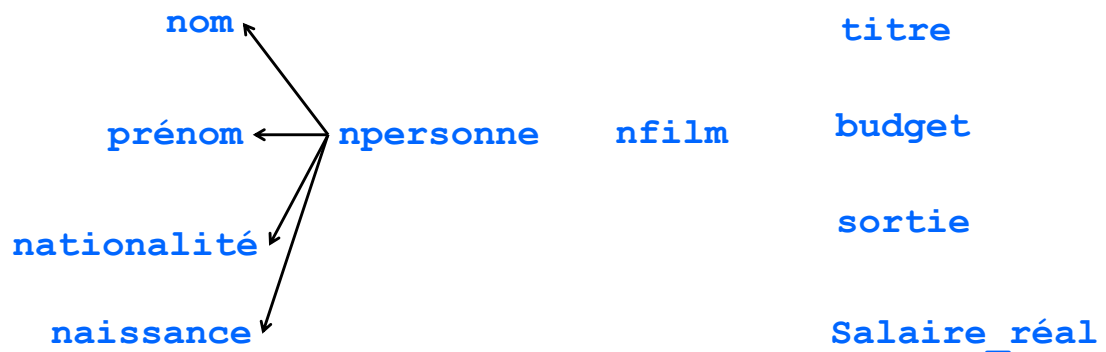 nom
titre
prénom
npersonne
nfilm
budget
nationalité
sortie
naissance
Salaire_réal